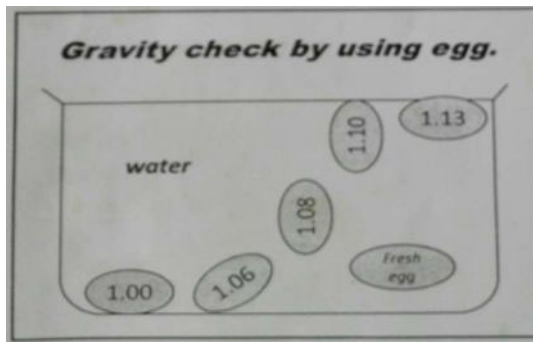 Gravity check by using egg.
1.10
1.13
water
1.08
Fresh
egg
1.00
1.06